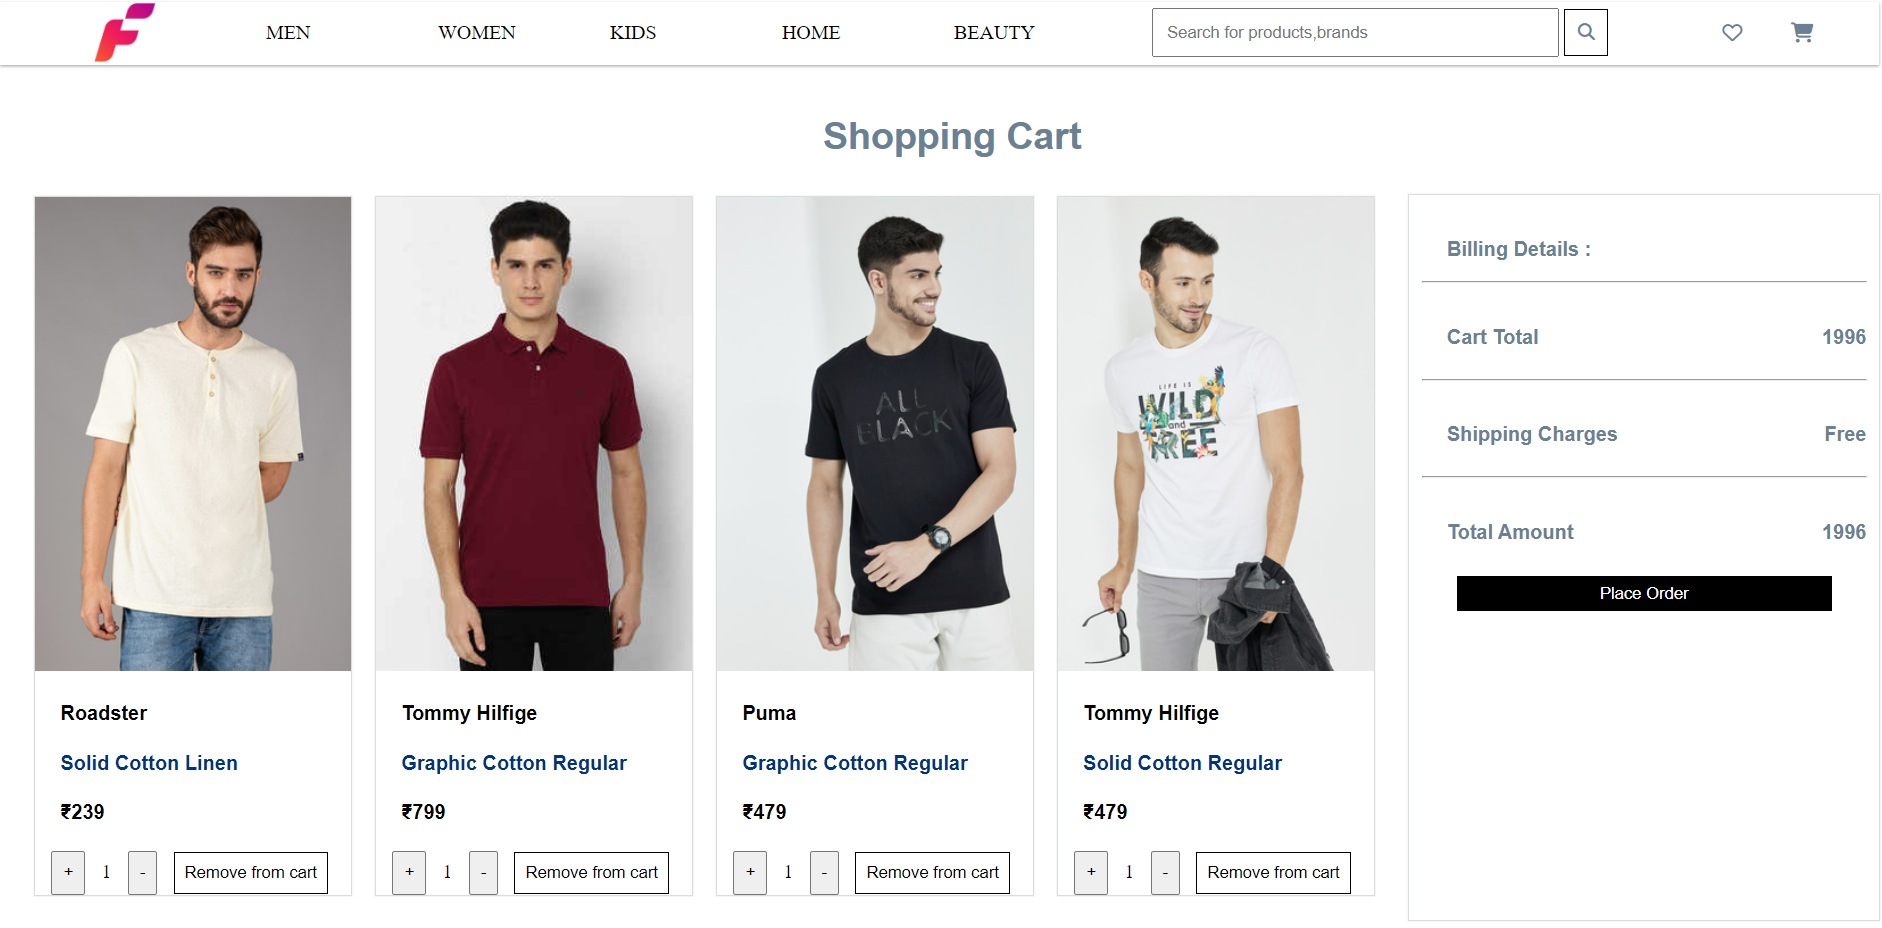 MEN WOMEN KIDS HOME BEAUTY Search for products,brands
Shopping Cart
LIFE IS
WILD
and
FREE
ALL
BLACK
Roadster
Solid Cotton Linen
₹239
+ 1 - Remove from cart
Tommy Hilfige
Graphic Cotton Regular
₹799
+ 1 - Remove from cart
Puma
Graphic Cotton Regular
₹479
+ 1 - Remove from cart
Tommy Hilfige
Solid Cotton Regular
₹479
+ 1 - Remove from cart
Billing Details :
Cart Total 1996
Shipping Charges Free
Total Amount 1996
Place Order